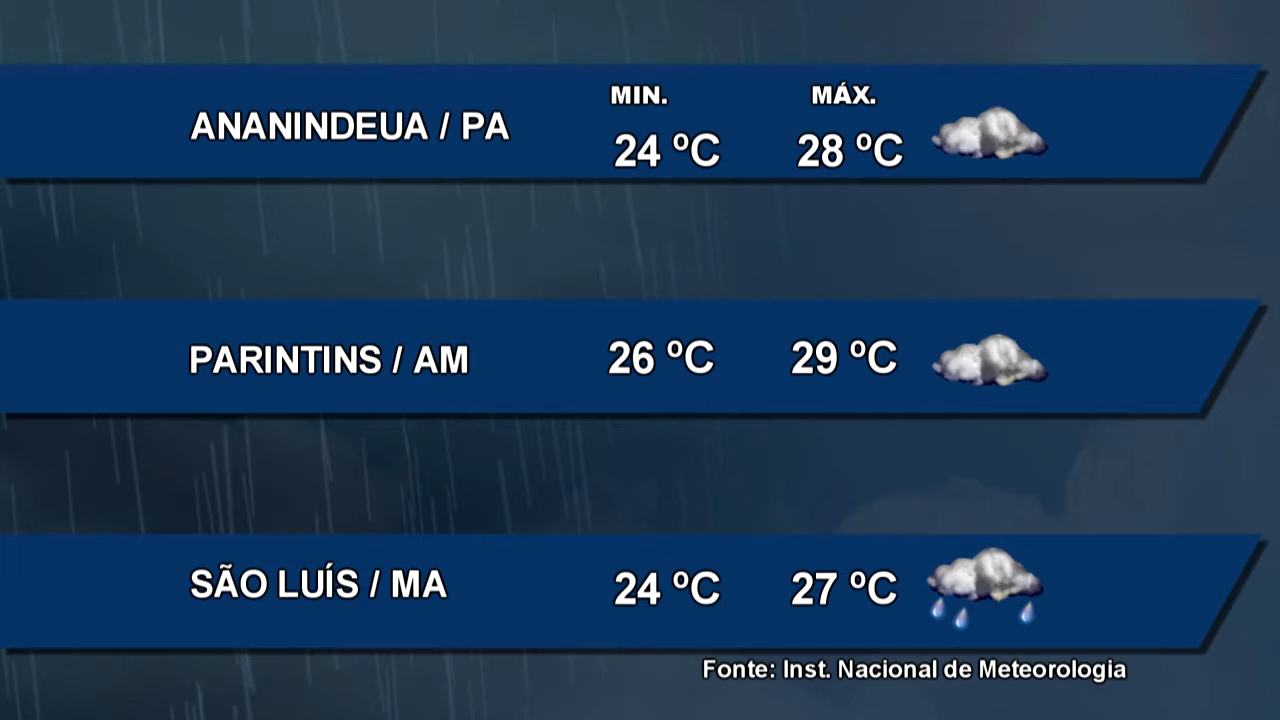 MIN. MÁX.
ANANINDEUA / PA 24 ºC 28 ºC
PARINTINS / AM 26 ºC 29 ºC
SÃO LUÍS / MA 24 ºC 27 ºC
Fonte: Inst. Nacional de Meteorologia